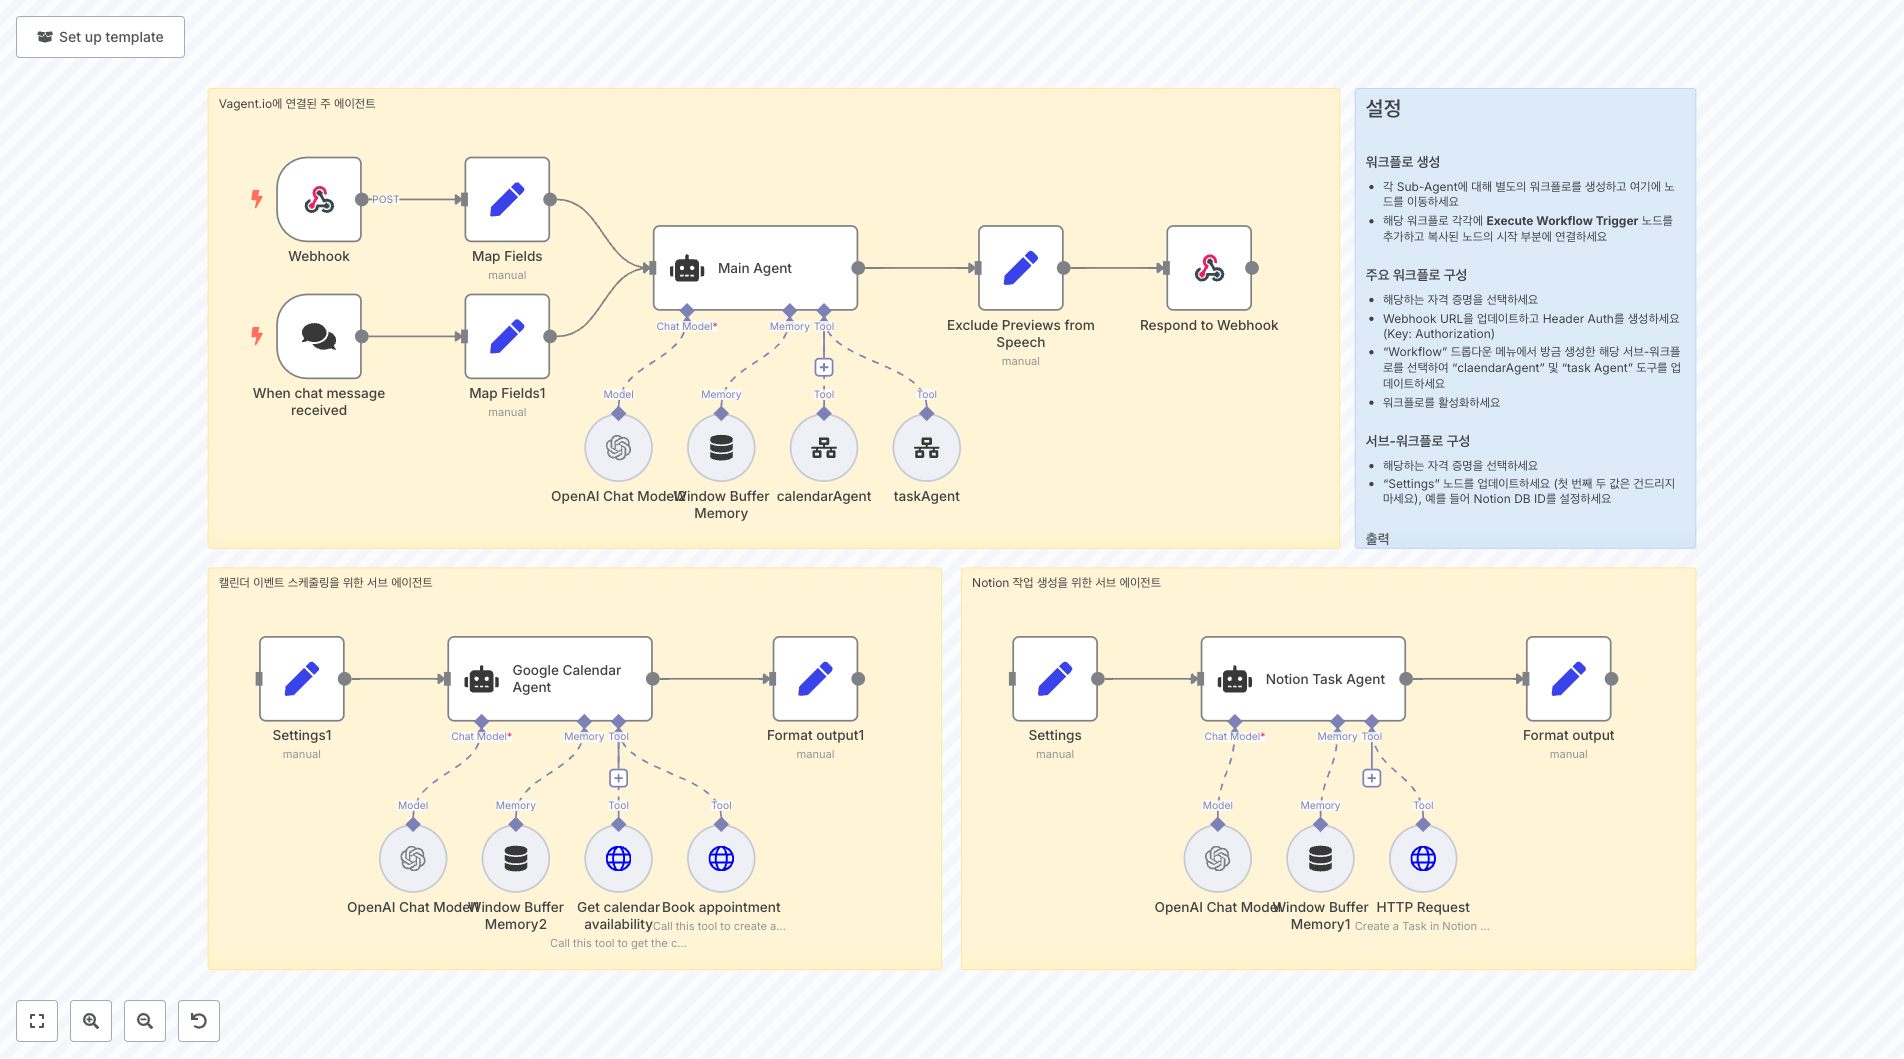 Set up template
Vagent.io에 연결된 주 에이전트
POST
Webhook
Map Fields
manual
When chat message
received
Map Fields1
manual
Main Agent
Chat Model*
Memory
Tool
Model
Memory
Tool
Tool
OpenAI Chat Model2
Window Buffer
Memory
calendarAgent
taskAgent
Exclude Previews from
Speech
manual
Respond to Webhook
설정
워크플로 생성
각 Sub-Agent에 대해 별도의 워크플로를 생성하고 여기에 노
드를 이동하세요
해당 워크플로 각각에 Execute Workflow Trigger 노드를
추가하고 복사된 노드의 시작 부분에 연결하세요
주요 워크플로 구성
해당하는 자격 증명을 선택하세요
Webhook URL을 업데이트하고 Header Auth를 생성하세요
(Key: Authorization)
“Workflow” 드롭다운 메뉴에서 방금 생성한 해당 서브-워크플
로를 선택하여 “claendarAgent” 및 “task Agent” 도구를 업
데이트하세요
워크플로를 활성화하세요
서브-워크플로 구성
해당하는 자격 증명을 선택하세요
“Settings” 노드를 업데이트하세요 (첫 번째 두 값은 건드리지
마세요), 예를 들어 Notion DB ID를 설정하세요
출력
캘린더 이벤트 스케줄링을 위한 서브 에이전트
Settings1
manual
Google Calendar
Agent
Chat Model*
Memory
Tool
Format output1
manual
Model
Memory
Tool
Tool
OpenAI Chat Model1
Window Buffer
Memory2
Get calendar
availability
Call this tool to get the c...
Book appointment
Call this tool to create a...
Notion 작업 생성을 위한 서브 에이전트
Settings
manual
Notion Task Agent
Chat Model*
Memory
Tool
Format output
manual
Model
Memory
Tool
OpenAI Chat Model
Window Buffer
Memory1
HTTP Request
Create a Task in Notion ...